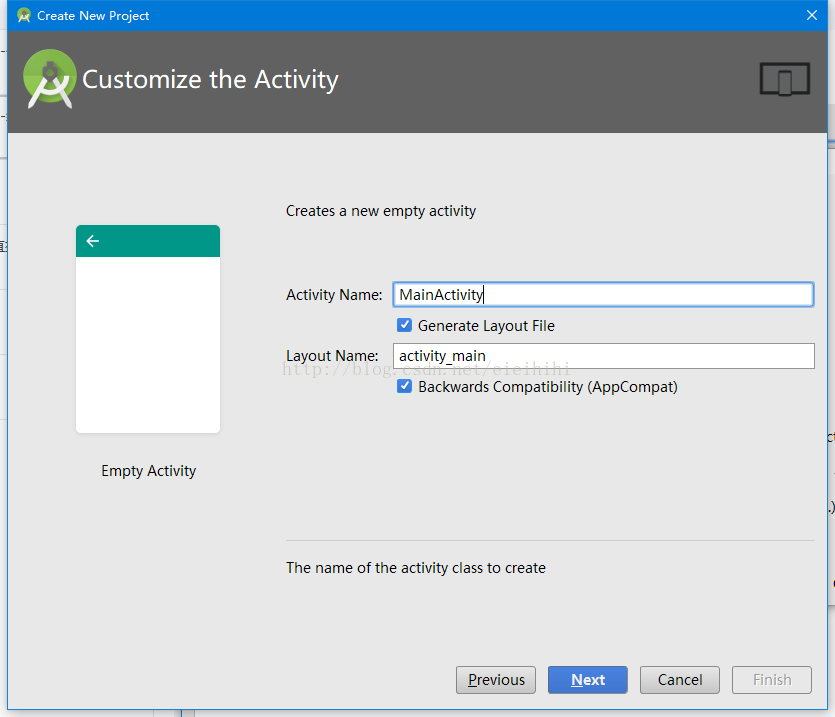 Create New Project
Customize the Activity
Creates a new empty activity
Activity Name: MainActivity
Generate Layout File
Layout Name: activity_main
http://blog.csdn.net/eieihihi
Backwards Compatibility (AppCompat)
Empty Activity
The name of the activity class to create
Previous Next Cancel Finish